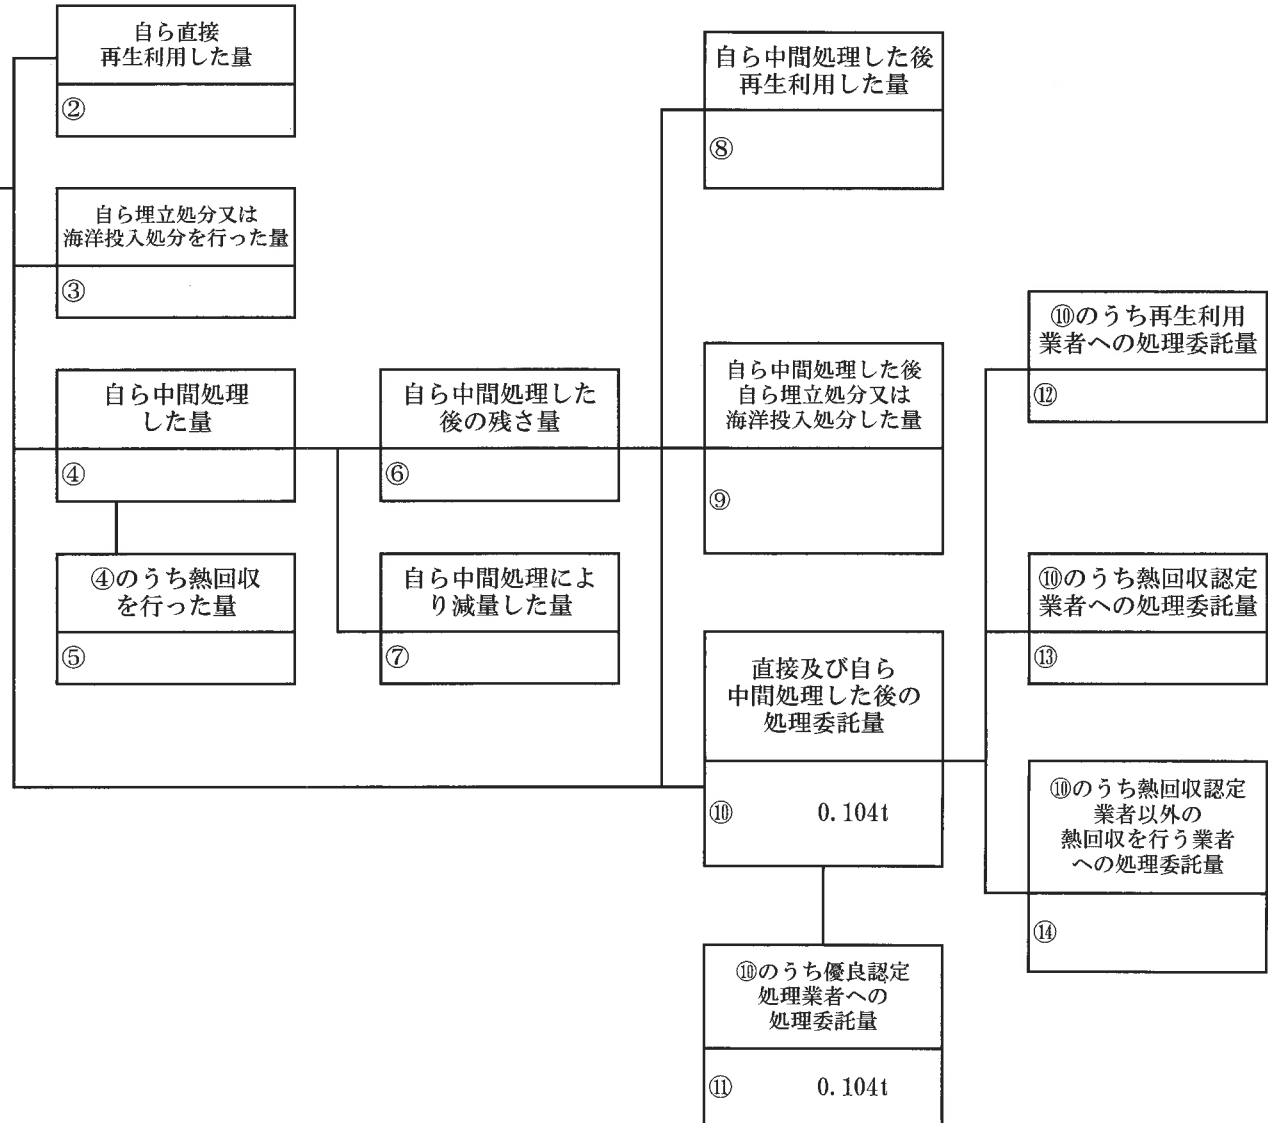 自ら直接
再生利用した量
②
自ら埋立処分又は
海洋投入処分を行った量
③
自ら中間処理
した量
④
④のうち熱回収
を行った量
⑤
自ら中間処理した
後の残さ量
⑥
自ら中間処理によ
り減量した量
⑦
自ら中間処理した後
再生利用した量
⑧
自ら中間処理した後
自ら埋立処分又は
海洋投入処分した量
⑨
直接及び自ら
中間処理した後の
処理委託量
⑩ 0.104t
⑩のうち優良認定
処理業者への
処理委託量
⑪ 0.104t
⑩のうち再生利用
業者への処理委託量
⑫
⑩のうち熱回収認定
業者への処理委託量
⑬
⑩のうち熱回収認定
業者以外の
熱回収を行う業者
への処理委託量
⑭